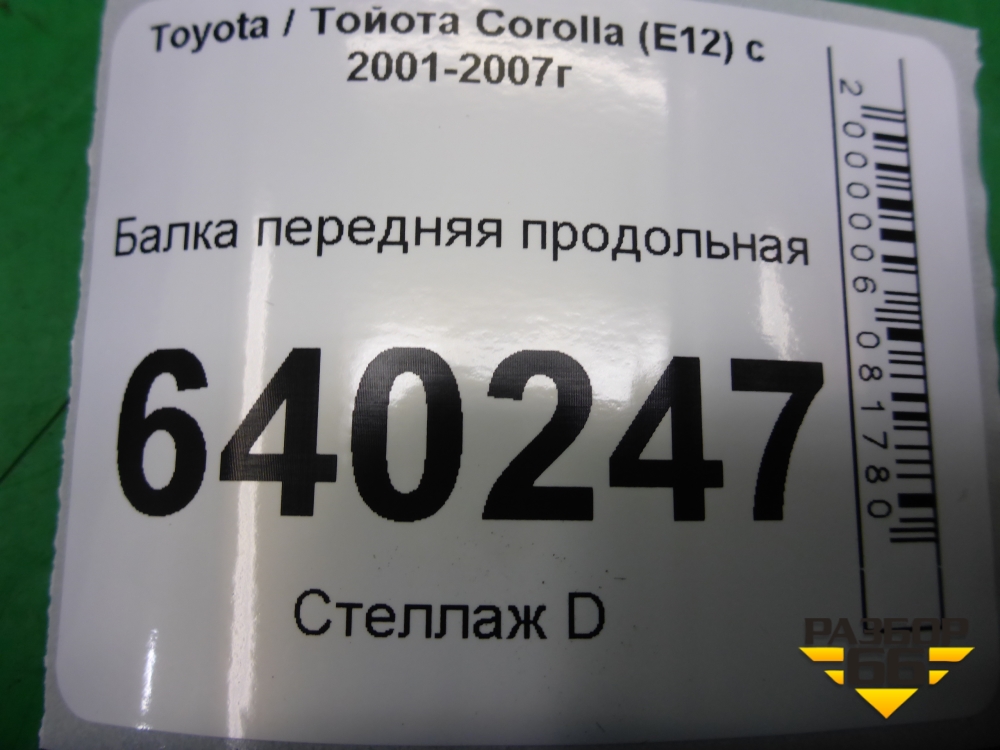 Toyota / Тойота Corolla (E12) с
2001-2007г
Балка передняя продольная
640247
Стеллаж D
2000006081780
РАЗБОР
66